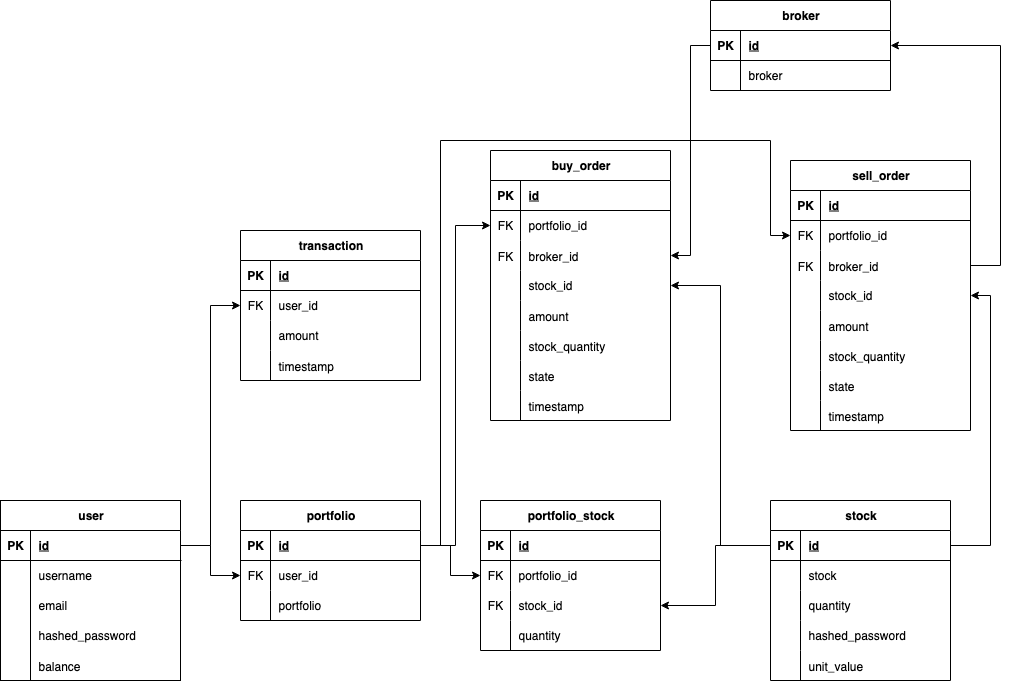 broker
PK id
broker
buy_order
PK id
FK portfolio_id
FK broker_id
stock_id
amount
stock_quantity
state
timestamp
sell_order
PK id
FK portfolio_id
FK broker_id
stock_id
amount
stock_quantity
state
timestamp
transaction
PK id
FK user_id
amount
timestamp
user
PK id
username
email
hashed_password
balance
portfolio
PK id
FK user_id
portfolio
portfolio_stock
PK id
FK portfolio_id
FK stock_id
quantity
stock
PK id
stock
quantity
hashed_password
unit_value